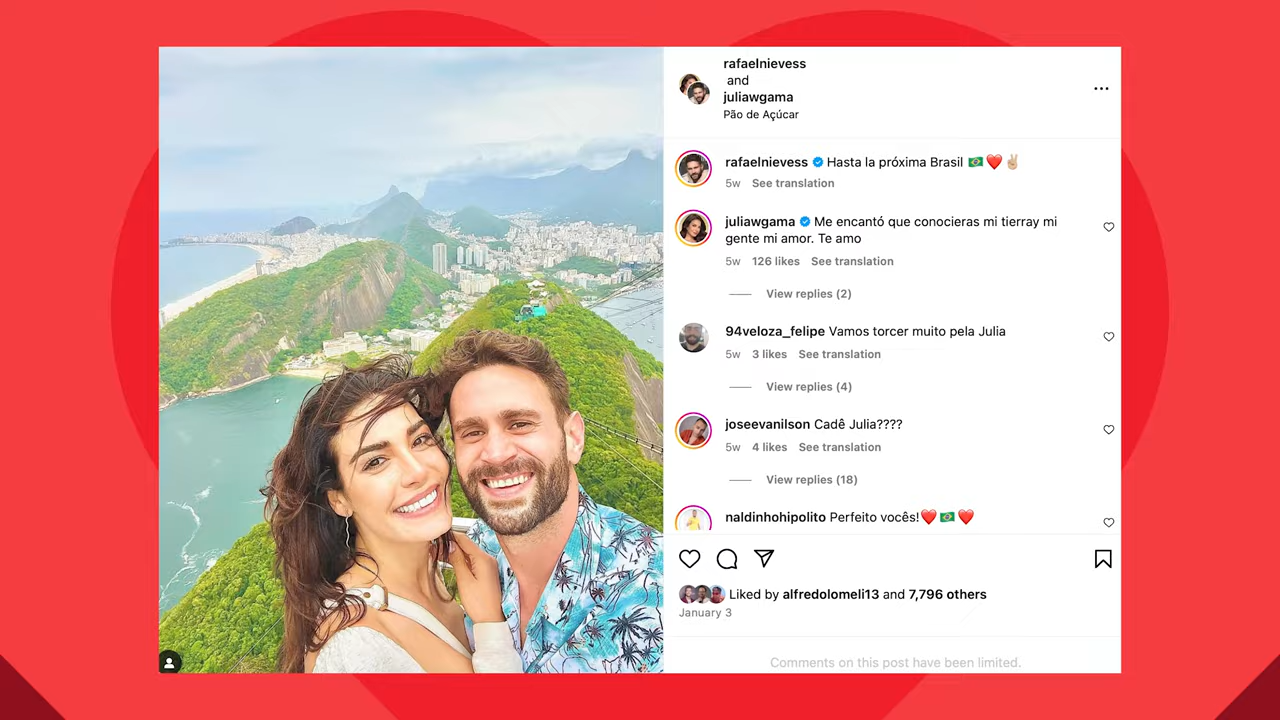 rafaelnievess
and
juliawgama
Pão de Açúcar
rafaelnievess Hasta la próxima Brasil 🇧🇷❤️✌🏼
5w See translation
juliawgama Me encantó que conocieras mi tierray mi
gente mi amor. Te amo
5w 126 likes See translation
View replies (2)
94veloza_felipe Vamos torcer muito pela Julia
5w 3 likes See translation
View replies (4)
joseevanilson Cadê Julia????
5w 4 likes See translation
View replies (18)
naldinhohipolito Perfeito vocês!❤️🇧🇷❤️
Liked by alfredolomeli13 and 7,796 others
January 3
Comments on this post have been limited.